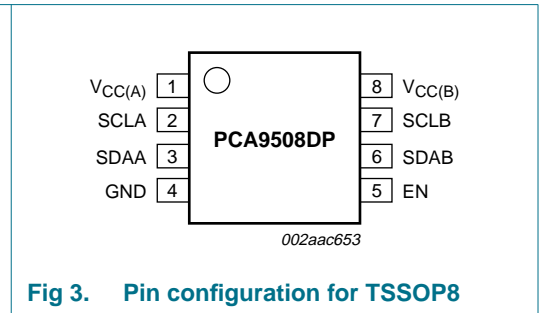 VCC(A) 1 8 VCC(B)
SCLA 2 7 SCLB
PCA9508DP
SDAA 3 6 SDAB
GND 4 5 EN
002aac653
Fig 3. Pin configuration for TSSOP8